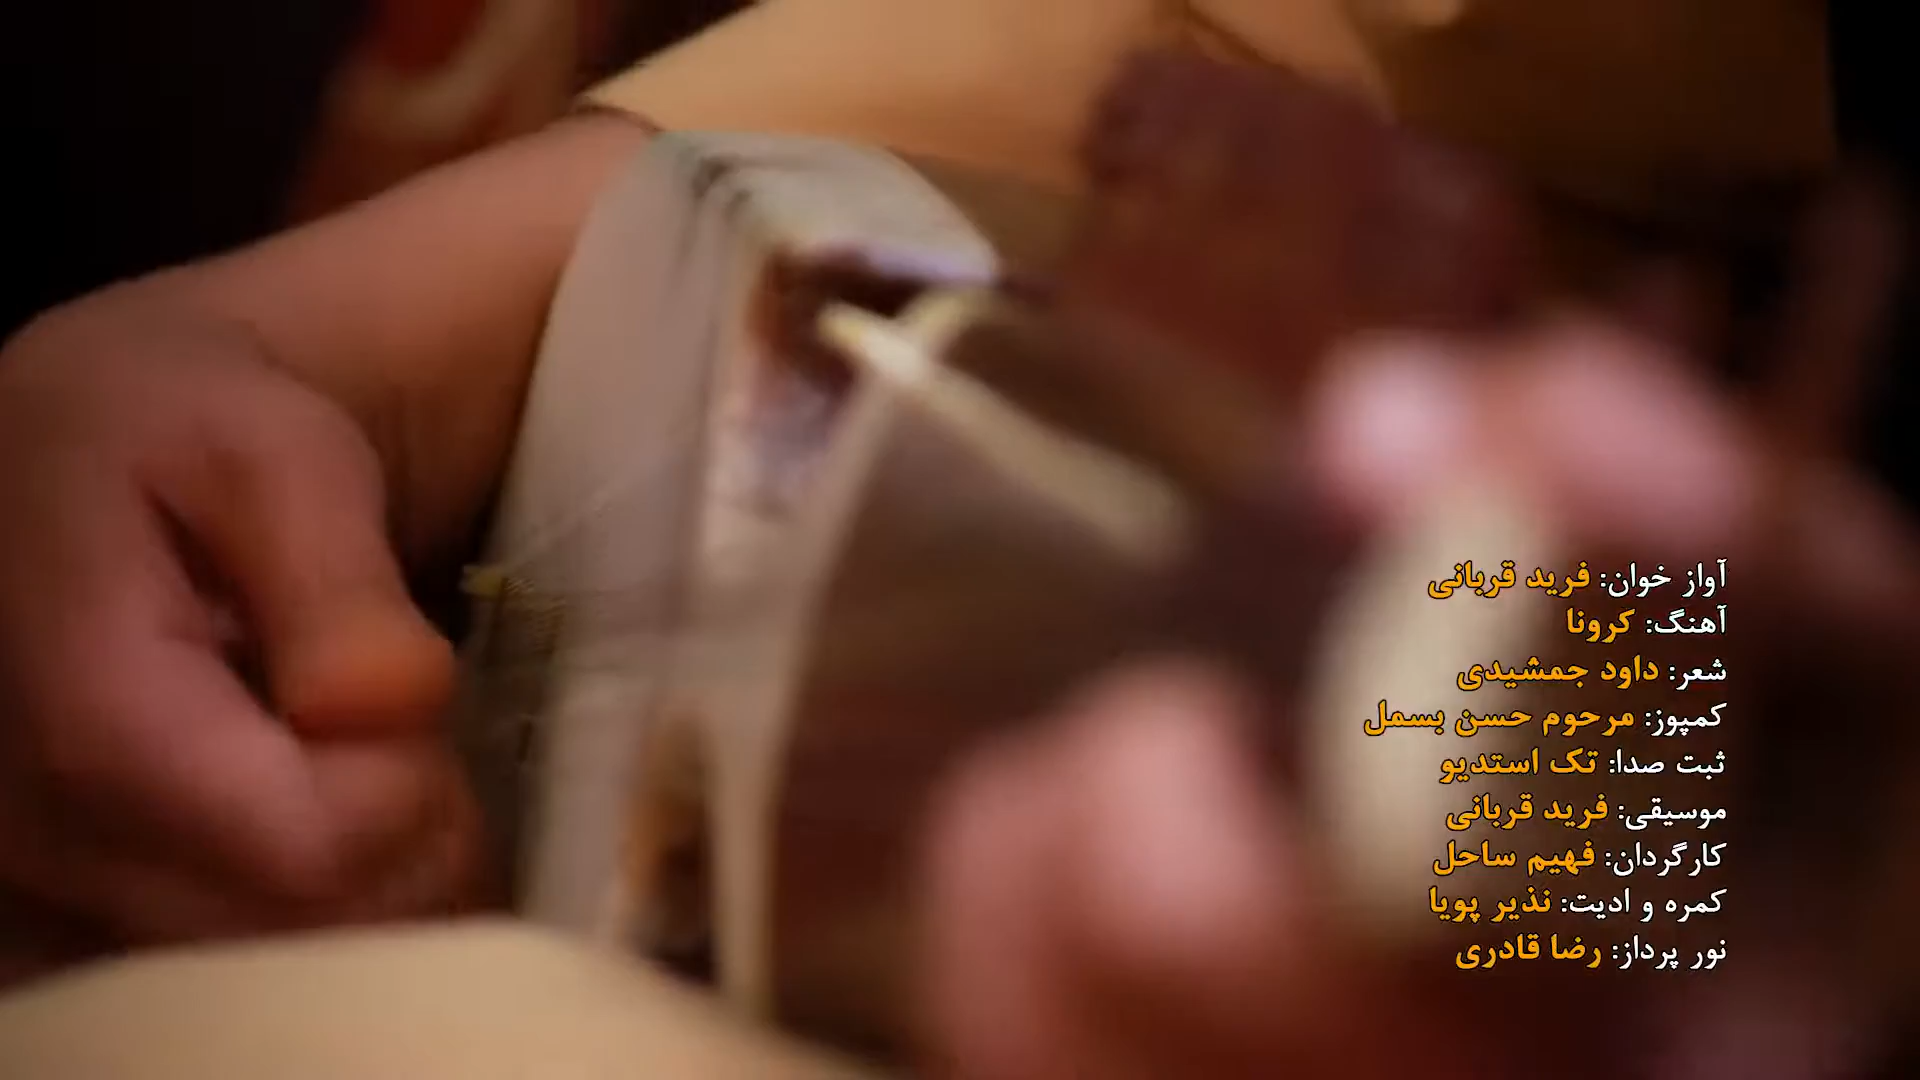 آواز خوان: فرید قربانی
آهنگ: کرونا
شعر: داود جمشیدی
کمپوز: مرحوم حسن بسمل
ثبت صدا: تک استدیو
موسیقی: فرید قربانی
کارگردان: فهیم ساحل
کمره و ادیت: نذیر پویا
نور پرداز: رضا قادری